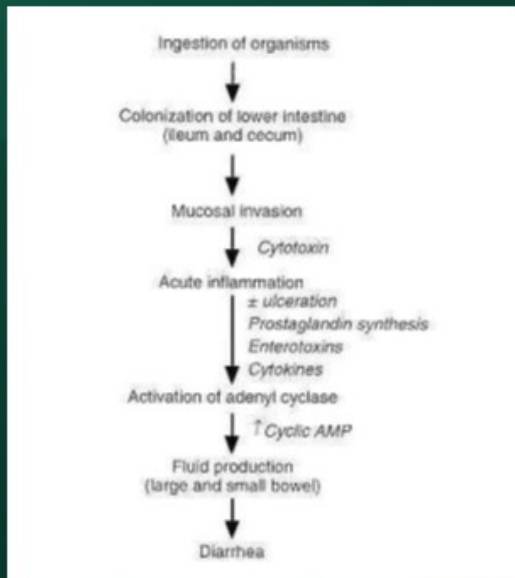 Ingestion of organisms
Colonization of lower intestine
(ileum and cecum)
Mucosal invasion
Cytotoxin
Acute inflammation
± ulceration
Prostaglandin synthesis
Enterotoxins
Cytokines
Activation of adenyl cyclase
↑Cyclic AMP
Fluid production
(large and small bowel)
Diarrhea